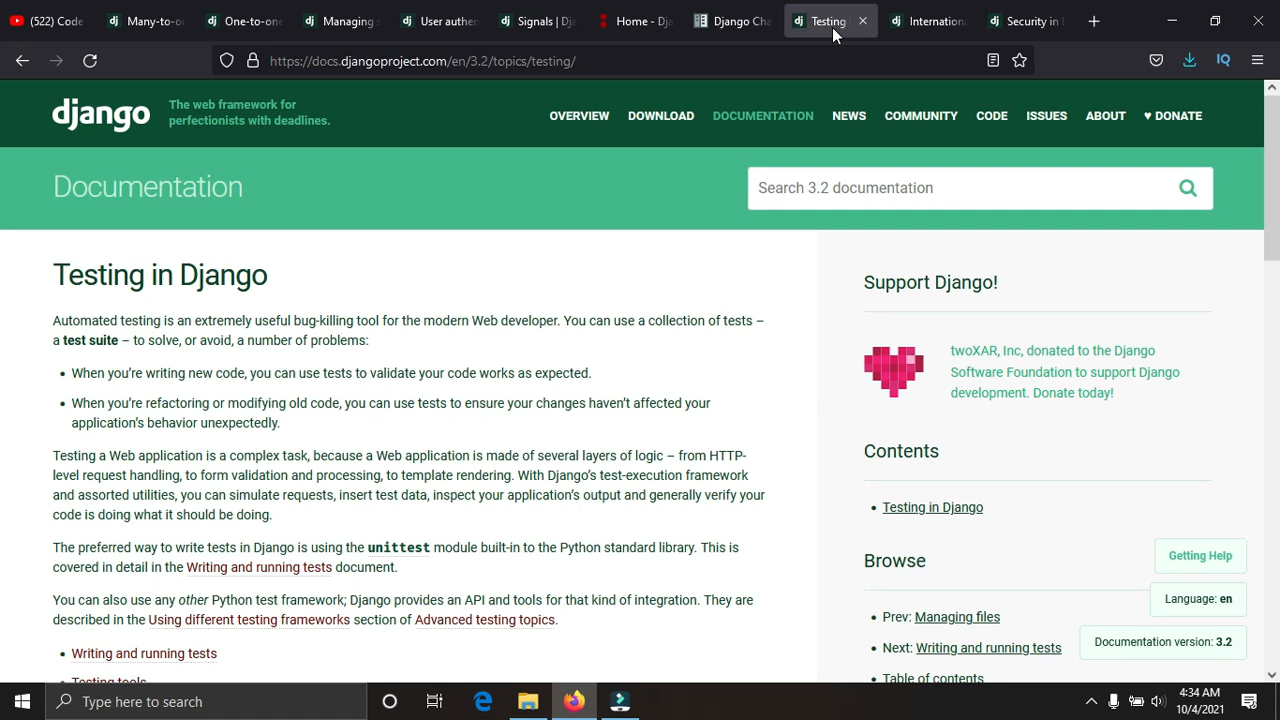 (522) Code
Many-to-o
One-to-one
Managing
User authen
Signals | Dja
Home - Dja
Django Cha
Testing
Internationa
Security in
https://docs.djangoproject.com/en/3.2/topics/testing/
IQ
django
The web framework for
perfectionists with deadlines.
OVERVIEW
DOWNLOAD
DOCUMENTATION
NEWS
COMMUNITY
CODE
ISSUES
ABOUT
♥ DONATE
Documentation
Search 3.2 documentation
Testing in Django
Automated testing is an extremely useful bug-killing tool for the modern Web developer. You can use a collection of tests –
a test suite – to solve, or avoid, a number of problems:
• When you’re writing new code, you can use tests to validate your code works as expected.
• When you’re refactoring or modifying old code, you can use tests to ensure your changes haven’t affected your
application’s behavior unexpectedly.
Testing a Web application is a complex task, because a Web application is made of several layers of logic – from HTTP-
level request handling, to form validation and processing, to template rendering. With Django’s test-execution framework
and assorted utilities, you can simulate requests, insert test data, inspect your application’s output and generally verify your
code is doing what it should be doing.
The preferred way to write tests in Django is using the unittest module built-in to the Python standard library. This is
covered in detail in the Writing and running tests document.
You can also use any other Python test framework; Django provides an API and tools for that kind of integration. They are
described in the Using different testing frameworks section of Advanced testing topics.
• Writing and running tests
Testing tools
Support Django!
twoXAR, Inc, donated to the Django
Software Foundation to support Django
development. Donate today!
Contents
• Testing in Django
Browse
• Prev: Managing files
• Next: Writing and running tests
• Table of contents
Getting Help
Language: en
Documentation version: 3.2
Type here to search
4:34 AM
10/4/2021